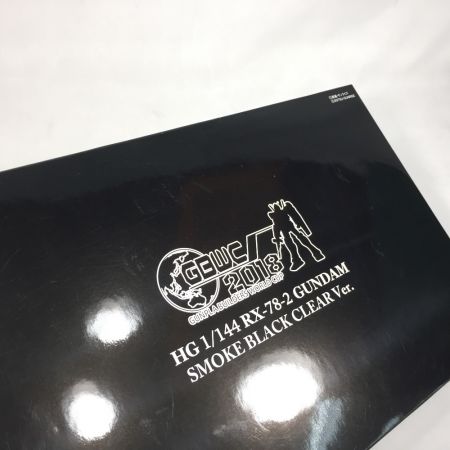 GBWC
2018
GUNPLA BUILDERS WORLD CUP
HG 1/144 RX-78-2 GUNDAM
SMOKE BLACK CLEAR Ver.